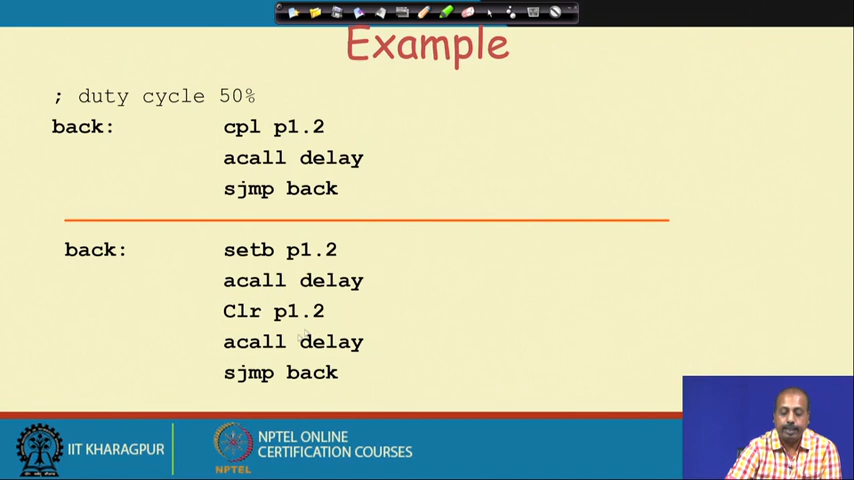 Example
; duty cycle 50%
back: cpl p1.2
acall delay
sjmp back
back: setb p1.2
acall delay
Clr p1.2
acall delay
sjmp back
IIT KHARAGPUR
NPTEL
NPTEL ONLINE
CERTIFICATION COURSES